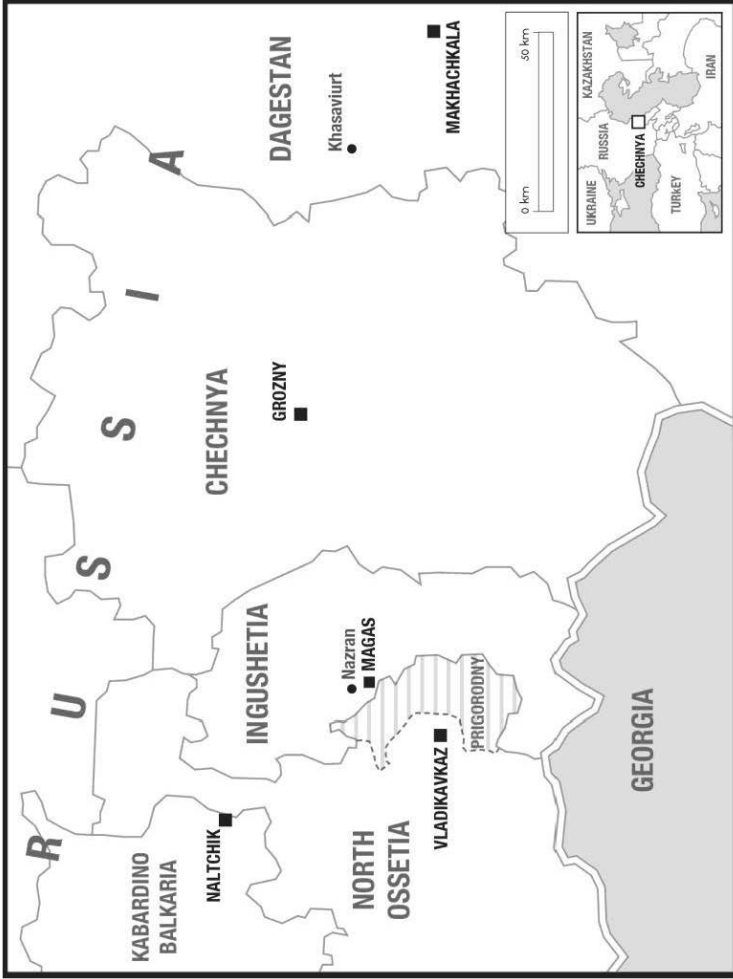 R U S S I A
KABARDINO
BALKARIA
NALTCHIK
NORTH
OSSETIA
VLADIKAVKAZ
PRIGORODNY
INGUSHETIA
Nazran
MAGAS
CHECHNYA
GROZNY
DAGESTAN
Khasaviurt
MAKHACHKALA
GEORGIA
0 km
50 km
UKRAINE
RUSSIA
KAZAKHSTAN
CHECHNYA
TURKEY
IRAN